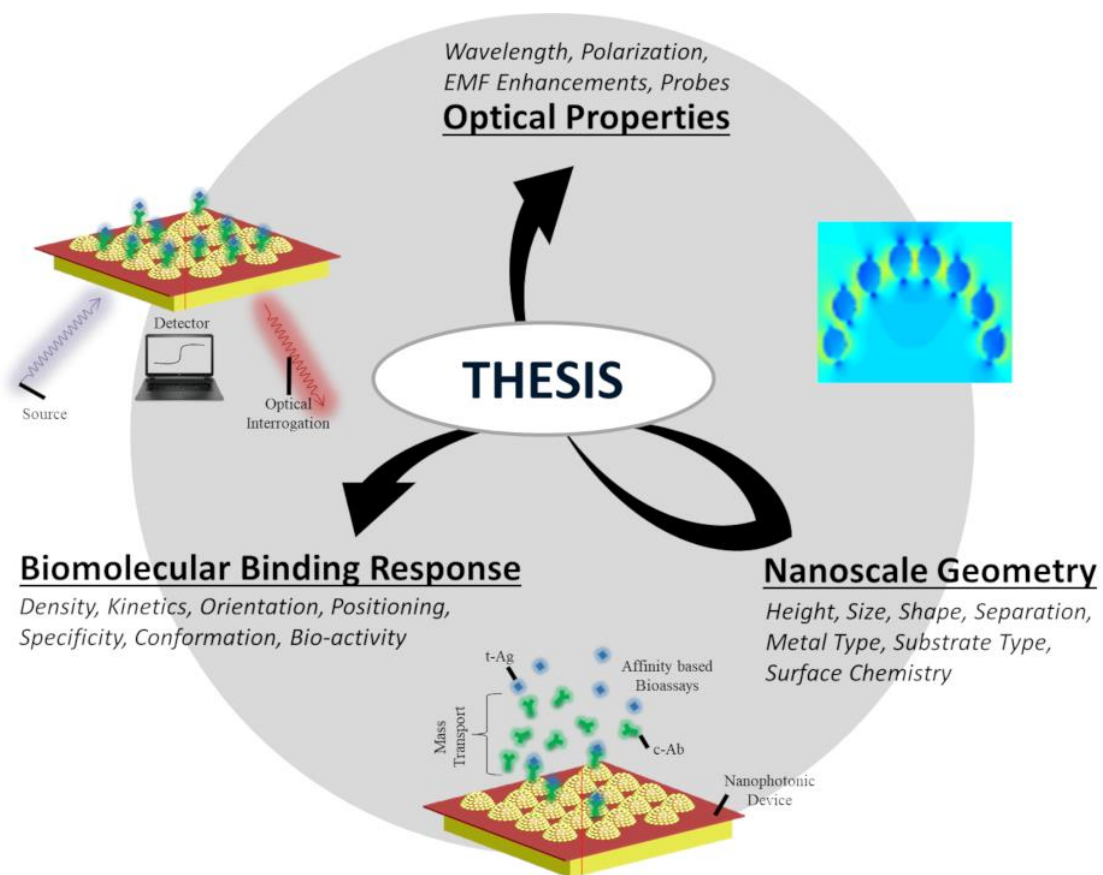 Wavelength, Polarization,
EMF Enhancements, Probes
Optical Properties
Detector
Source
Optical
Interrogation
THESIS
Biomolecular Binding Response
Density, Kinetics, Orientation, Positioning,
Specificity, Conformation, Bio-activity
Nanoscale Geometry
Height, Size, Shape, Separation,
Metal Type, Substrate Type,
Surface Chemistry
t-Ag
Affinity based
Bioassays
Mass
Transport
c-Ab
Nanophotonic
Device